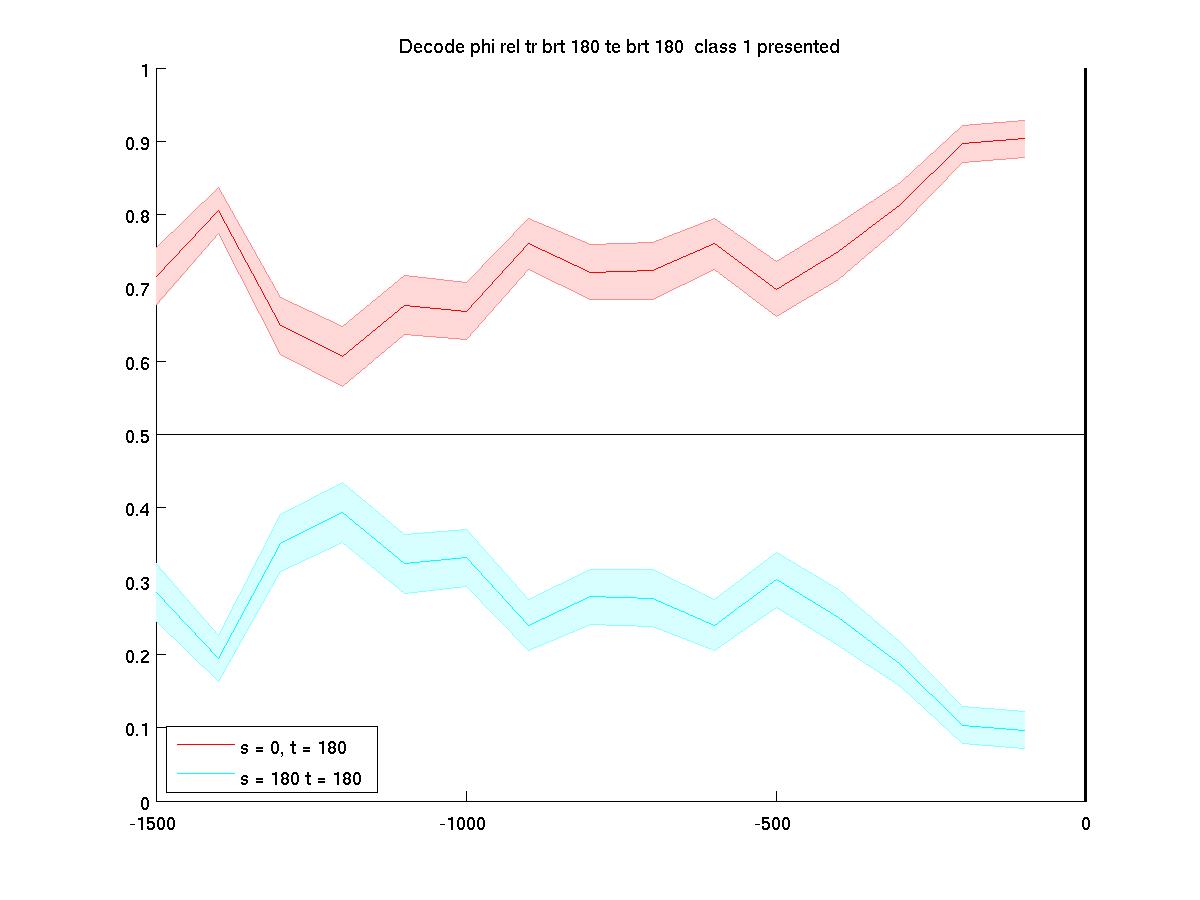 Decode phi rel tr brt 180 te brt 180  class 1 presented
1
0.9
0.8
0.7
0.6
0.5
0.4
0.3
0.2
0.1
0
s = 0, t = 180
s = 180 t = 180
-1500 -1000 -500 0